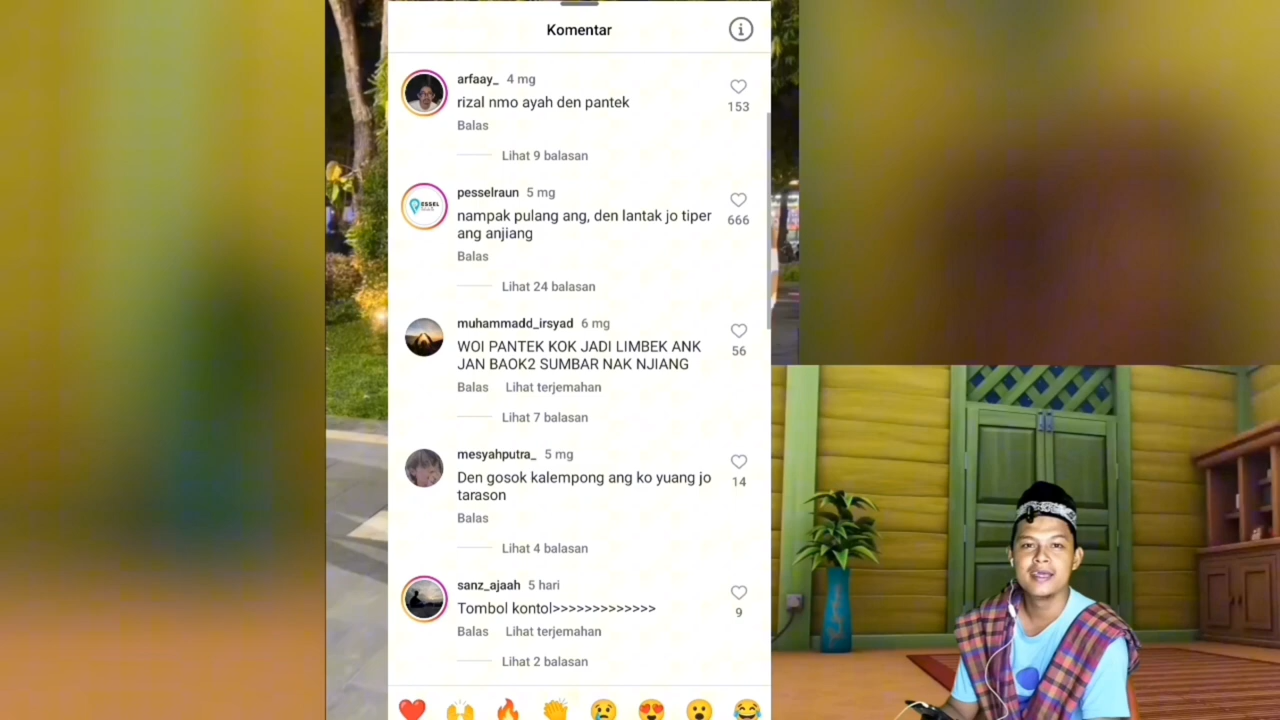 Komentar
arfaay_ 4 mg
rizal nmo ayah den pantek
153
Balas
Lihat 9 balasan
ESSEL
pesselraun 5 mg
nampak pulang ang, den lantak jo tiper
ang anjiang
666
Balas
Lihat 24 balasan
muhammadd_irsyad 6 mg
WOI PANTEK KOK JADI LIMBEK ANK
JAN BAOK2 SUMBAR NAK NJIANG
56
Balas Lihat terjemahan
Lihat 7 balasan
mesyahputra_ 5 mg
Den gosok kalempong ang ko yuang jo
tarason
14
Balas
Lihat 4 balasan
sanz_ajaah 5 hari
Tombol kontol>>>>>>>>>>>>>
9
Balas Lihat terjemahan
Lihat 2 balasan